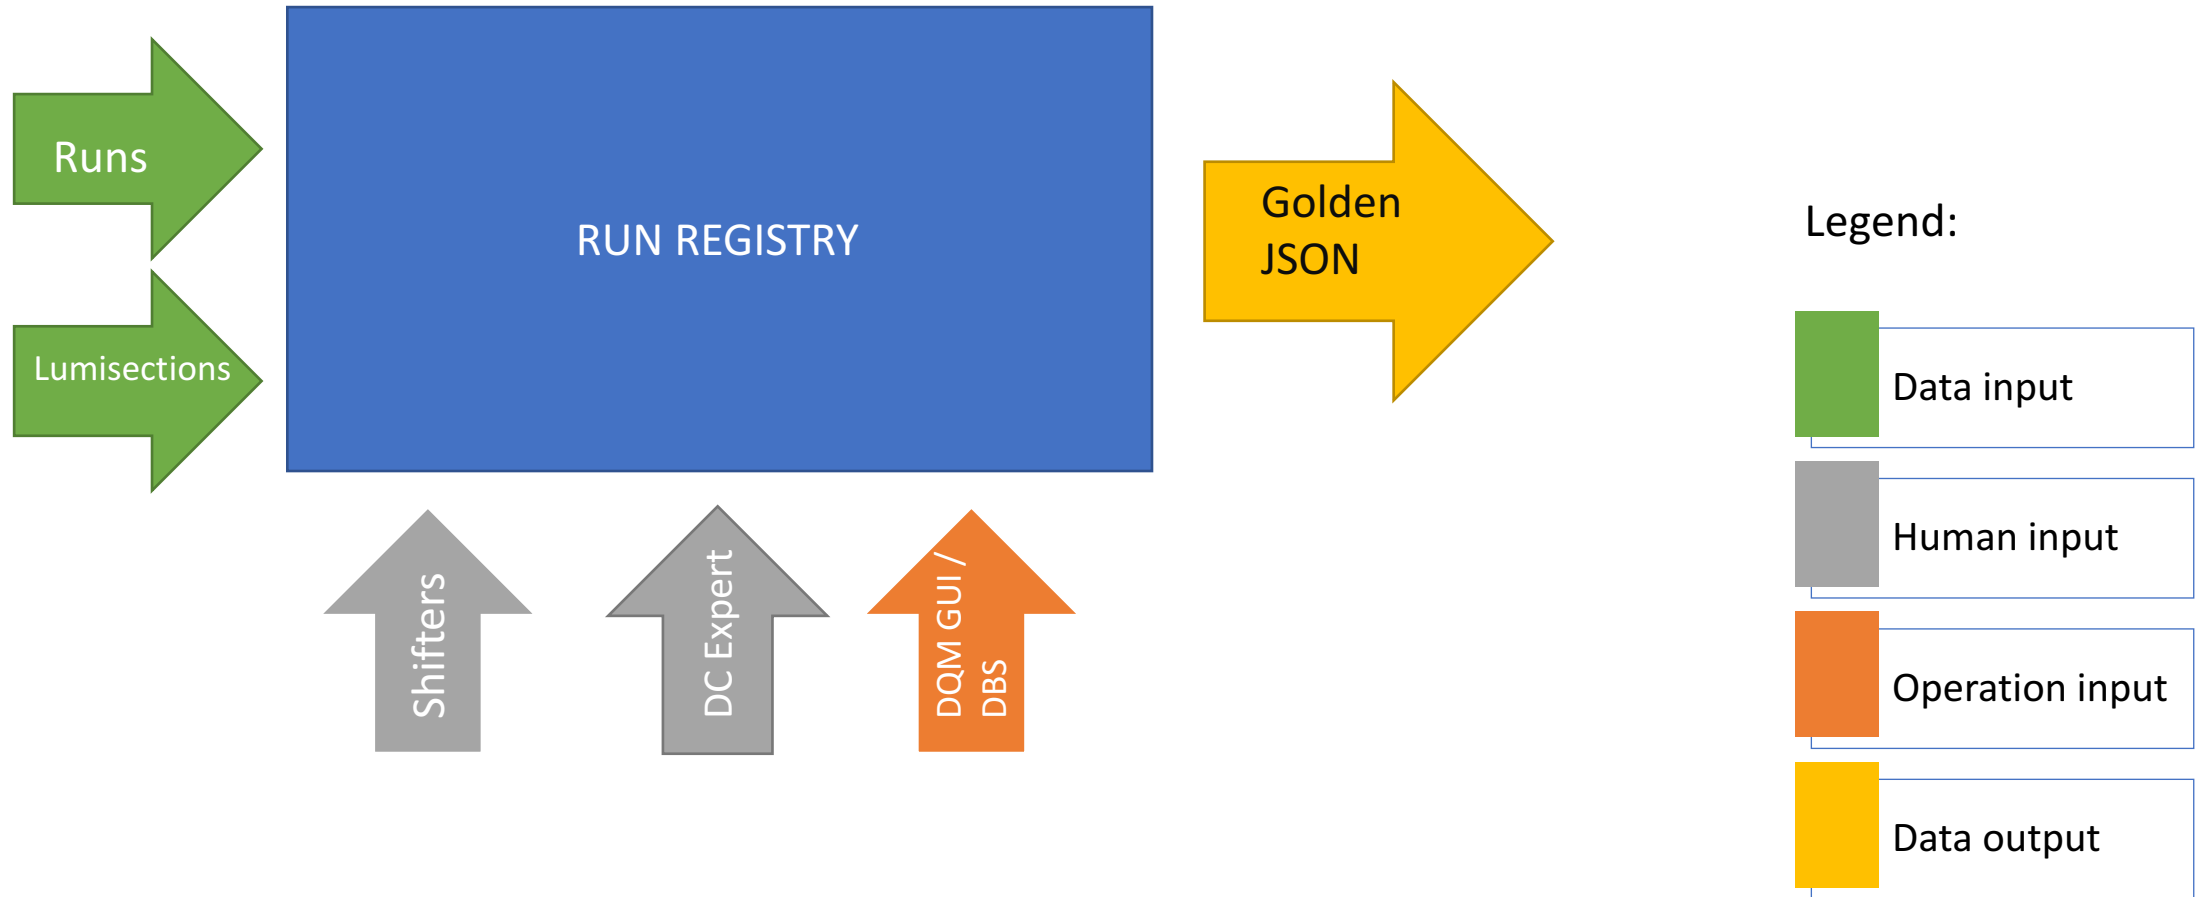 Runs
Lumisections
RUN REGISTRY
Golden
JSON
Shifters
DC Expert
DQM GUI /
DBS
Legend:
Data input
Human input
Operation input
Data output